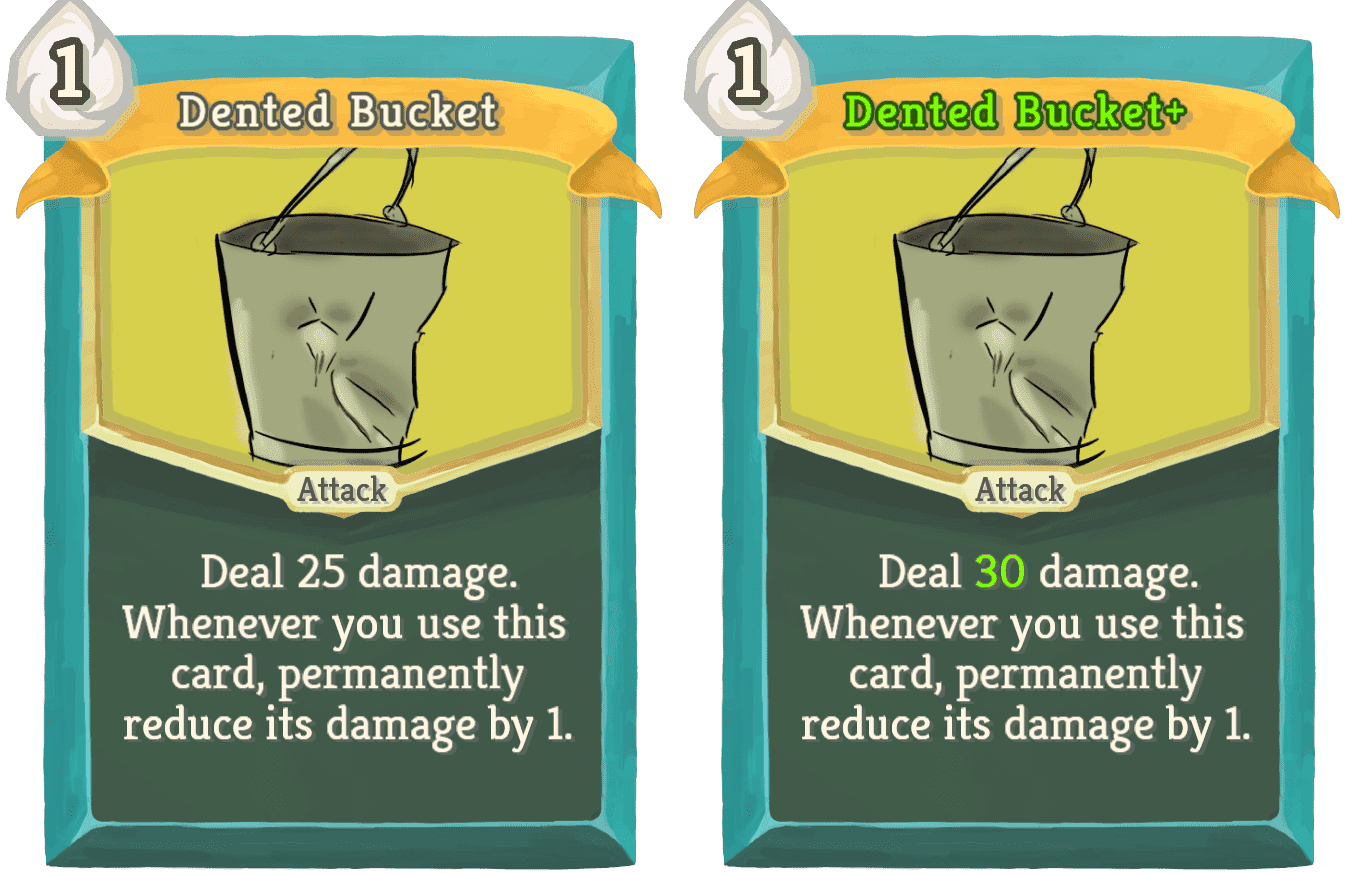 1
Dented Bucket
Attack
Deal 25 damage.
Whenever you use this
card, permanently
reduce its damage by 1.
1
Dented Bucket+
Attack
Deal 30 damage.
Whenever you use this
card, permanently
reduce its damage by 1.